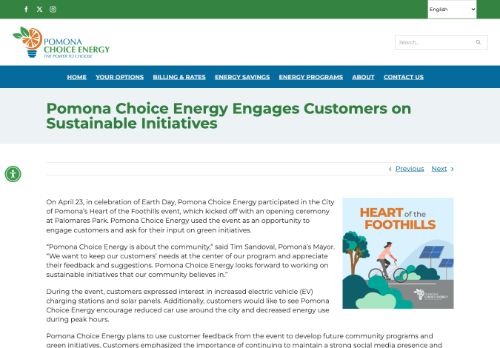 English
POMONA
CHOICE ENERGY
THE POWER TO CHOOSE
Search...
HOME YOUR OPTIONS BILLING & RATES ENERGY SAVINGS ENERGY PROGRAMS ABOUT CONTACT US
Pomona Choice Energy Engages Customers on
Sustainable Initiatives
Previous Next
On April 23, in celebration of Earth Day, Pomona Choice Energy participated in the City
of Pomona's Heart of the Foothills event, which kicked off with an opening ceremony
at Palomares Park. Pomona Choice Energy used the event as an opportunity to
engage customers and ask for their input on green initiatives.
"Pomona Choice Energy is about the community," said Tim Sandoval, Pomona's Mayor.
"We want to keep our customers' needs at the center of our program and appreciate
their feedback and suggestions. Pomona Choice Energy looks forward to working on
sustainable initiatives that our community believes in."
HEART of the
FOOTHILLS
POMONA
CHOICE ENERGY
During the event, customers expressed interest in increased electric vehicle (EV)
charging stations and solar panels. Additionally, customers would like to see Pomona
Choice Energy encourage reduced car use around the city and decreased energy use
during peak hours.
Pomona Choice Energy plans to use customer feedback from the event to develop future community programs and
green initiatives. Customers emphasized the importance of continuing to maintain a strong social media presence and